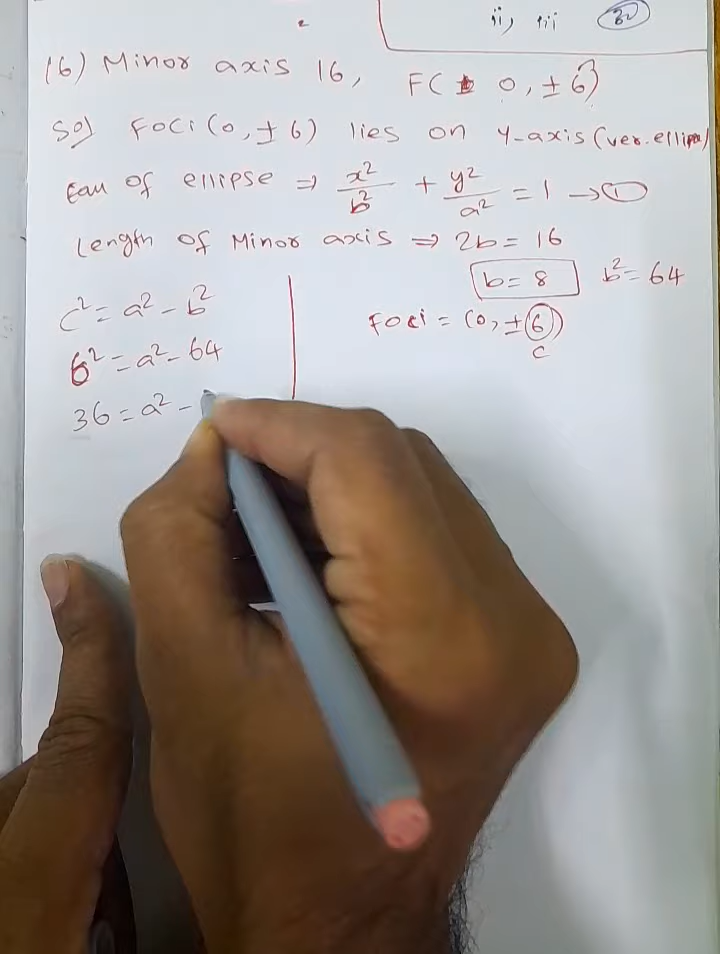 ii, iii 30
(6) Minor axis 16, F( 0, ±6)
Sol Foci (0, ±6) lies on y-axis (ver. ellipse)
Eqn of ellipse ⇒ x²/b² + y²/a² = 1 → ①
Length of Minor axis ⇒ 2b = 16
b = 8 b² = 64
Foci = (0, ±6)
c
c² = a² - b²
6² = a² - 64
36 = a² -